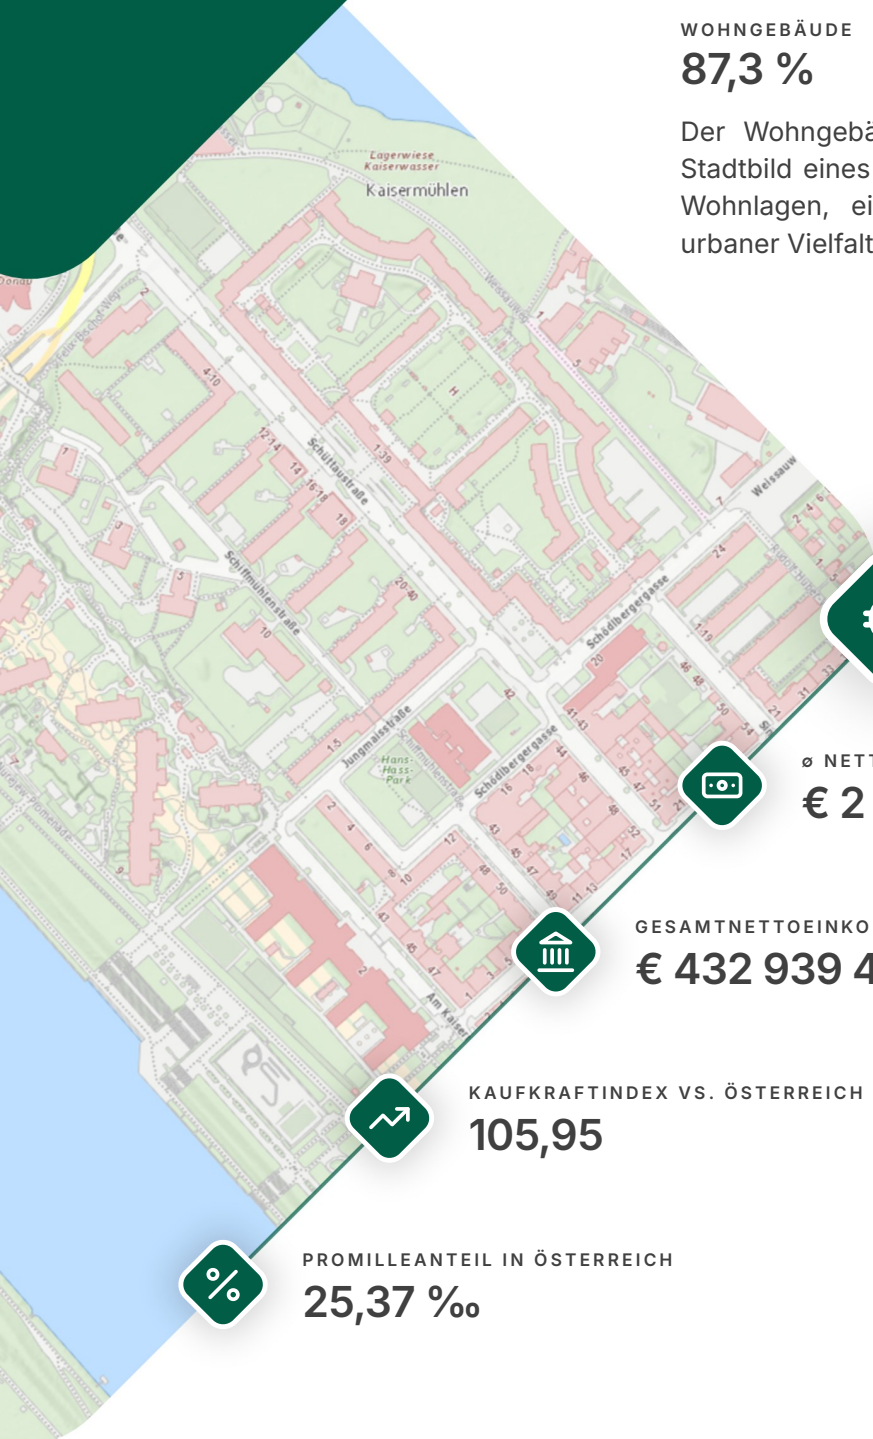 WOHNGEBÄUDE
87,3 %
Der Wohngebä
Stadtbild eines
Wohnlagen, ei
urbaner Vielfalt
Lagerwiese
Kaiserwasser
Kaisermühlen
Schüttaustraße
Schiffmühlenstraße
Weissauw
Schödlbergergasse
Jungmaisstraße
Hans-
Hass-
Park
Schödlbergergasse
Am Kaiser
ø NETT
€ 2
GESAMTNETTOEINKO
€ 432 939 4
KAUFKRAFTINDEX VS. ÖSTERREICH
105,95
PROMILLEANTEIL IN ÖSTERREICH
25,37 ‰